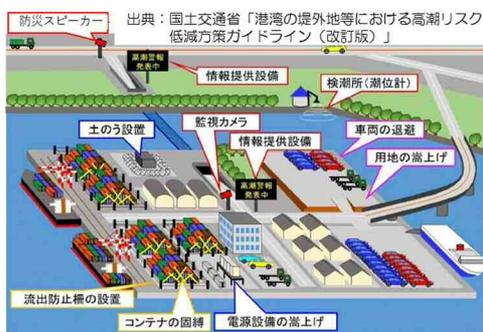 防災スピーカー
出典：国土交通省「港湾の堤外地等における高潮リスク
低減方策ガイドライン（改訂版）」
高潮警報
発表中
情報提供設備
検潮所(潮位計)
土のう設置
監視カメラ
車両の退避
情報提供設備
用地の嵩上げ
高潮警報
発表中
流出防止柵の設置
コンテナの固縛
電源設備の嵩上げ